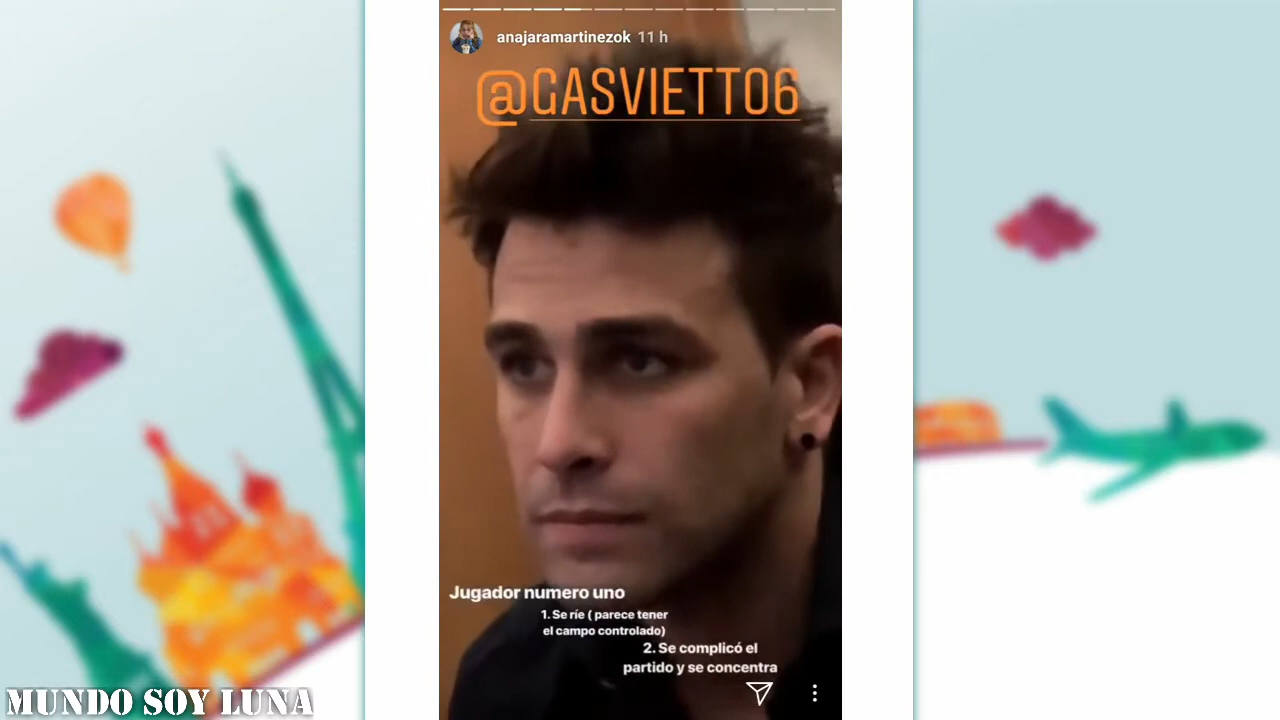 anajaramartinezok 11 h
@GASVIETTO6
Jugador numero uno
1. Se ríe ( parece tener
el campo controlado)
2. Se complicó el
partido y se concentra
MUNDO SOY LUNA